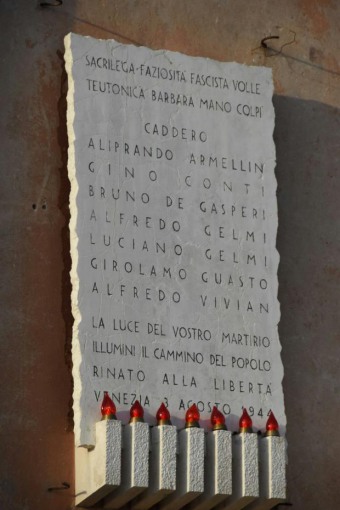 SACRILEGA-FAZIOSITÀ FASCISTA VOLLE
TEUTONICA BARBARA MANO COLPÌ
CADDERO
ALIPRANDO ARMELLIN
GINO CONTI
BRUNO DE GASPERI
ALFREDO GELMI
LUCIANO GELMI
GIROLAMO GUASTO
ALFREDO VIVIAN
LA LUCE DEL VOSTRO MARTIRIO
ILLUMINI IL CAMMINO DEL POPOLO
RINATO ALLA LIBERTÀ
VENEZIA 3 AGOSTO 1944